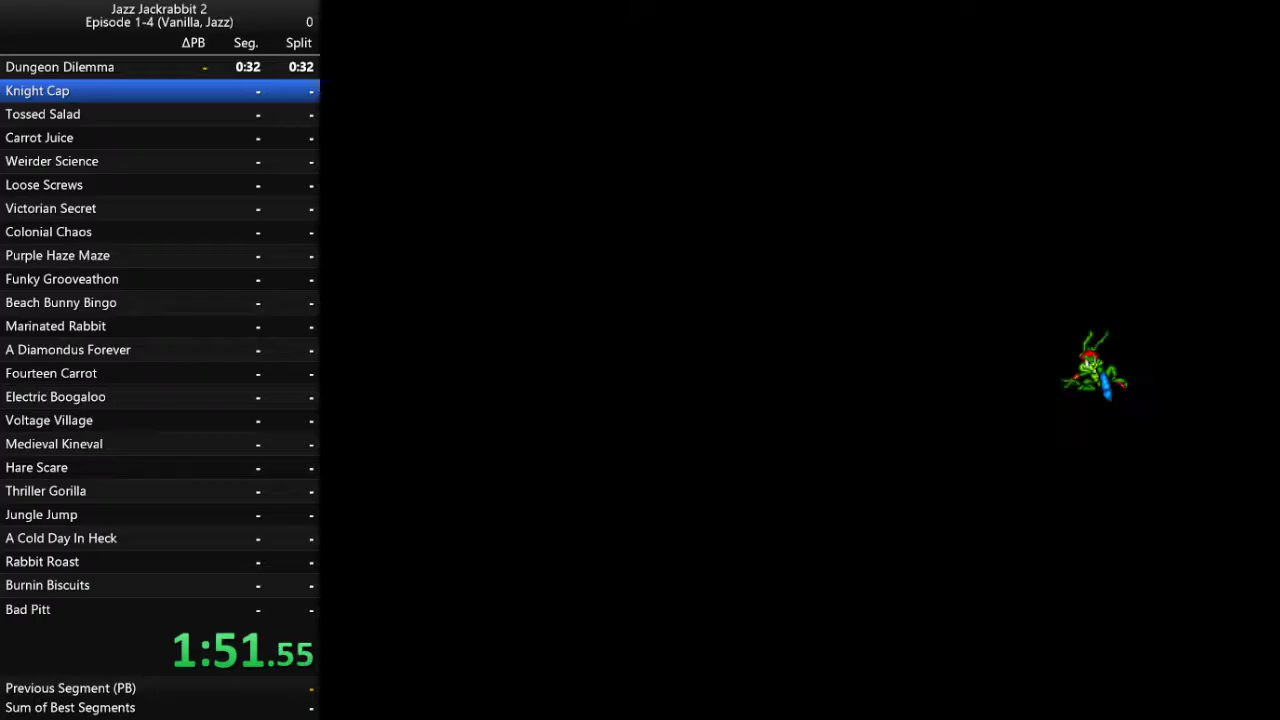 Jazz Jackrabbit 2
Episode 1-4 (Vanilla, Jazz) 0
ΔPB Seg. Split
Dungeon Dilemma - 0:32 0:32
Knight Cap - -
Tossed Salad - -
Carrot Juice - -
Weirder Science - -
Loose Screws - -
Victorian Secret - -
Colonial Chaos - -
Purple Haze Maze - -
Funky Grooveathon - -
Beach Bunny Bingo - -
Marinated Rabbit - -
A Diamondus Forever - -
Fourteen Carrot - -
Electric Boogaloo - -
Voltage Village - -
Medieval Kineval - -
Hare Scare - -
Thriller Gorilla - -
Jungle Jump - -
A Cold Day In Heck - -
Rabbit Roast - -
Burnin Biscuits - -
Bad Pitt - -
1:51.55
Previous Segment (PB) -
Sum of Best Segments -